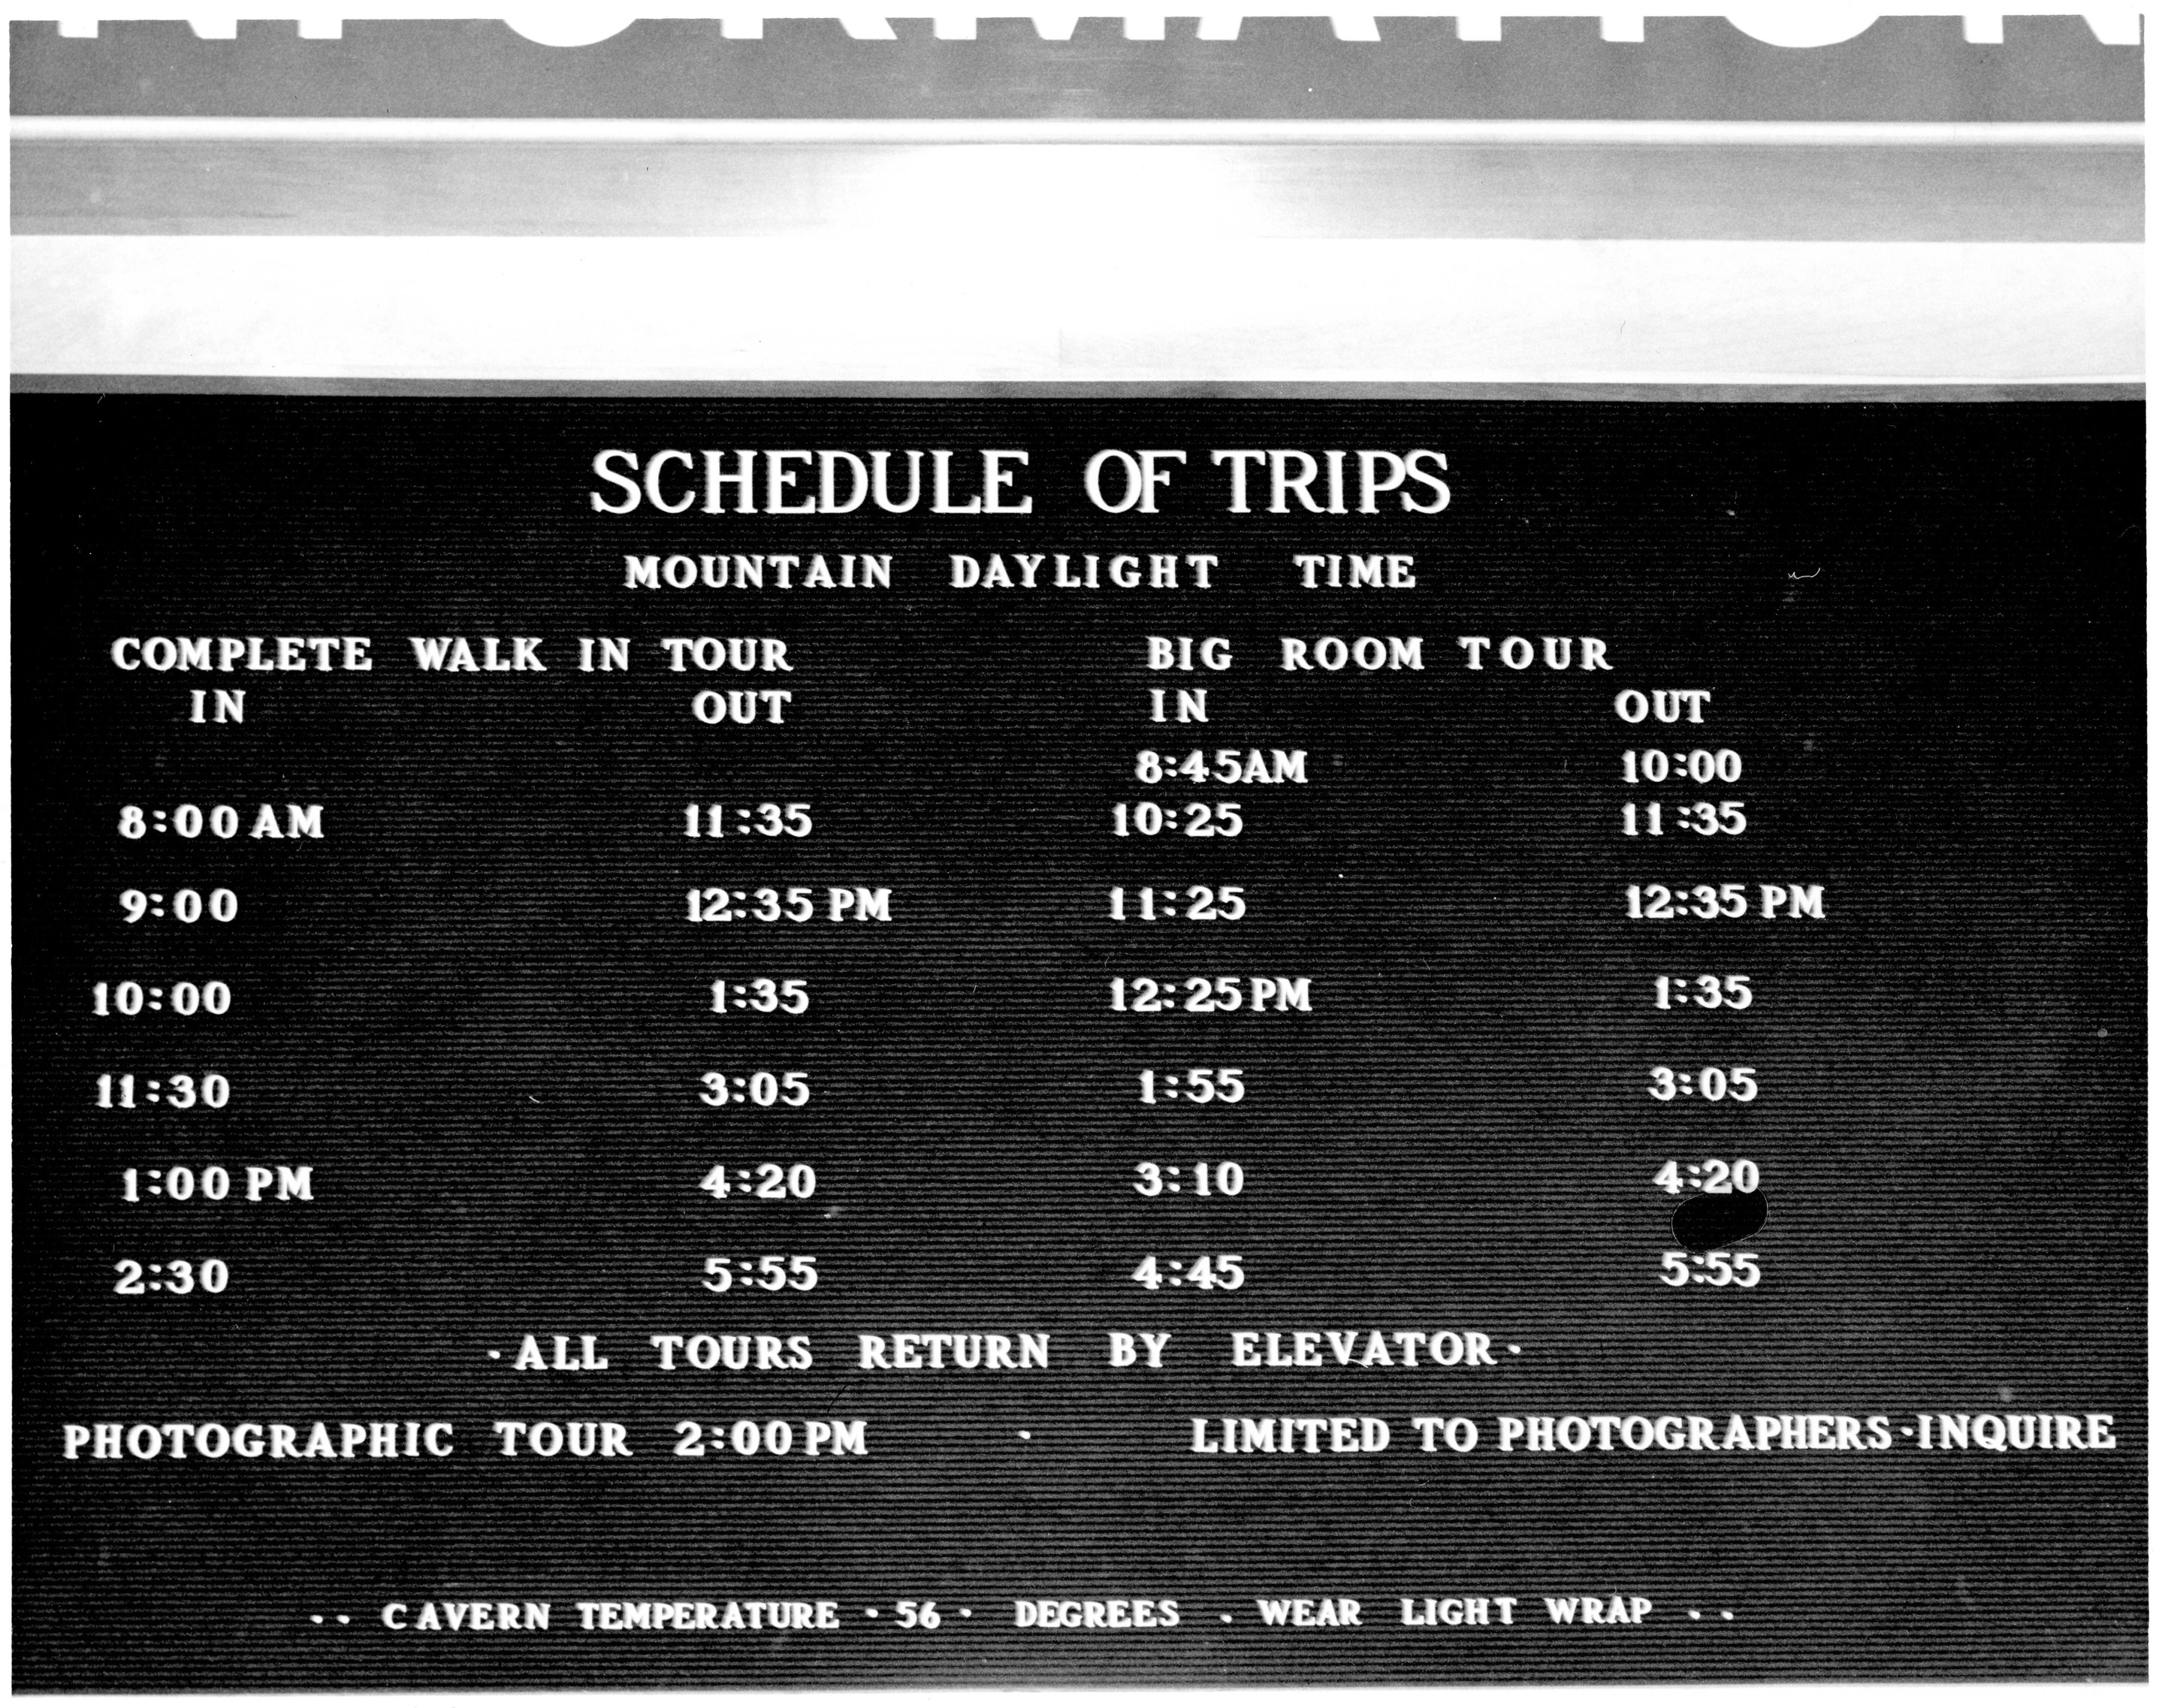 INFORMATION
SCHEDULE OF TRIPS
MOUNTAIN DAYLIGHT TIME
COMPLETE WALK IN TOUR BIG ROOM TOUR
IN OUT IN OUT
8:45AM 10:00
8:00 AM 11:35 10:25 11:35
9:00 12:35 PM 11:25 12:35 PM
10:00 1:35 12:25 PM 1:35
11:30 3:05 1:55 3:05
1:00 PM 4:20 3:10 4:20
2:30 5:55 4:45 5:55
·ALL TOURS RETURN BY ELEVATOR·
PHOTOGRAPHIC TOUR 2:00 PM · LIMITED TO PHOTOGRAPHERS·INQUIRE
·· CAVERN TEMPERATURE · 56 · DEGREES . WEAR LIGHT WRAP ··